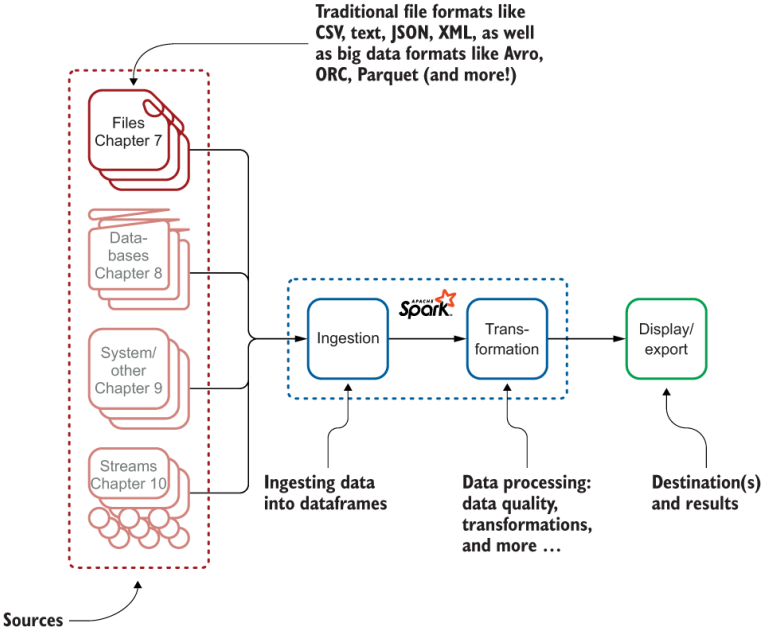 Traditional file formats like
CSV, text, JSON, XML, as well
as big data formats like Avro,
ORC, Parquet (and more!)
Files
Chapter 7
Data-
bases
Chapter 8
System/
other
Chapter 9
Streams
Chapter 10
Sources
APACHE
Spark™
Ingestion
Trans-
formation
Display/
export
Ingesting data
into dataframes
Data processing:
data quality,
transformations,
and more …
Destination(s)
and results